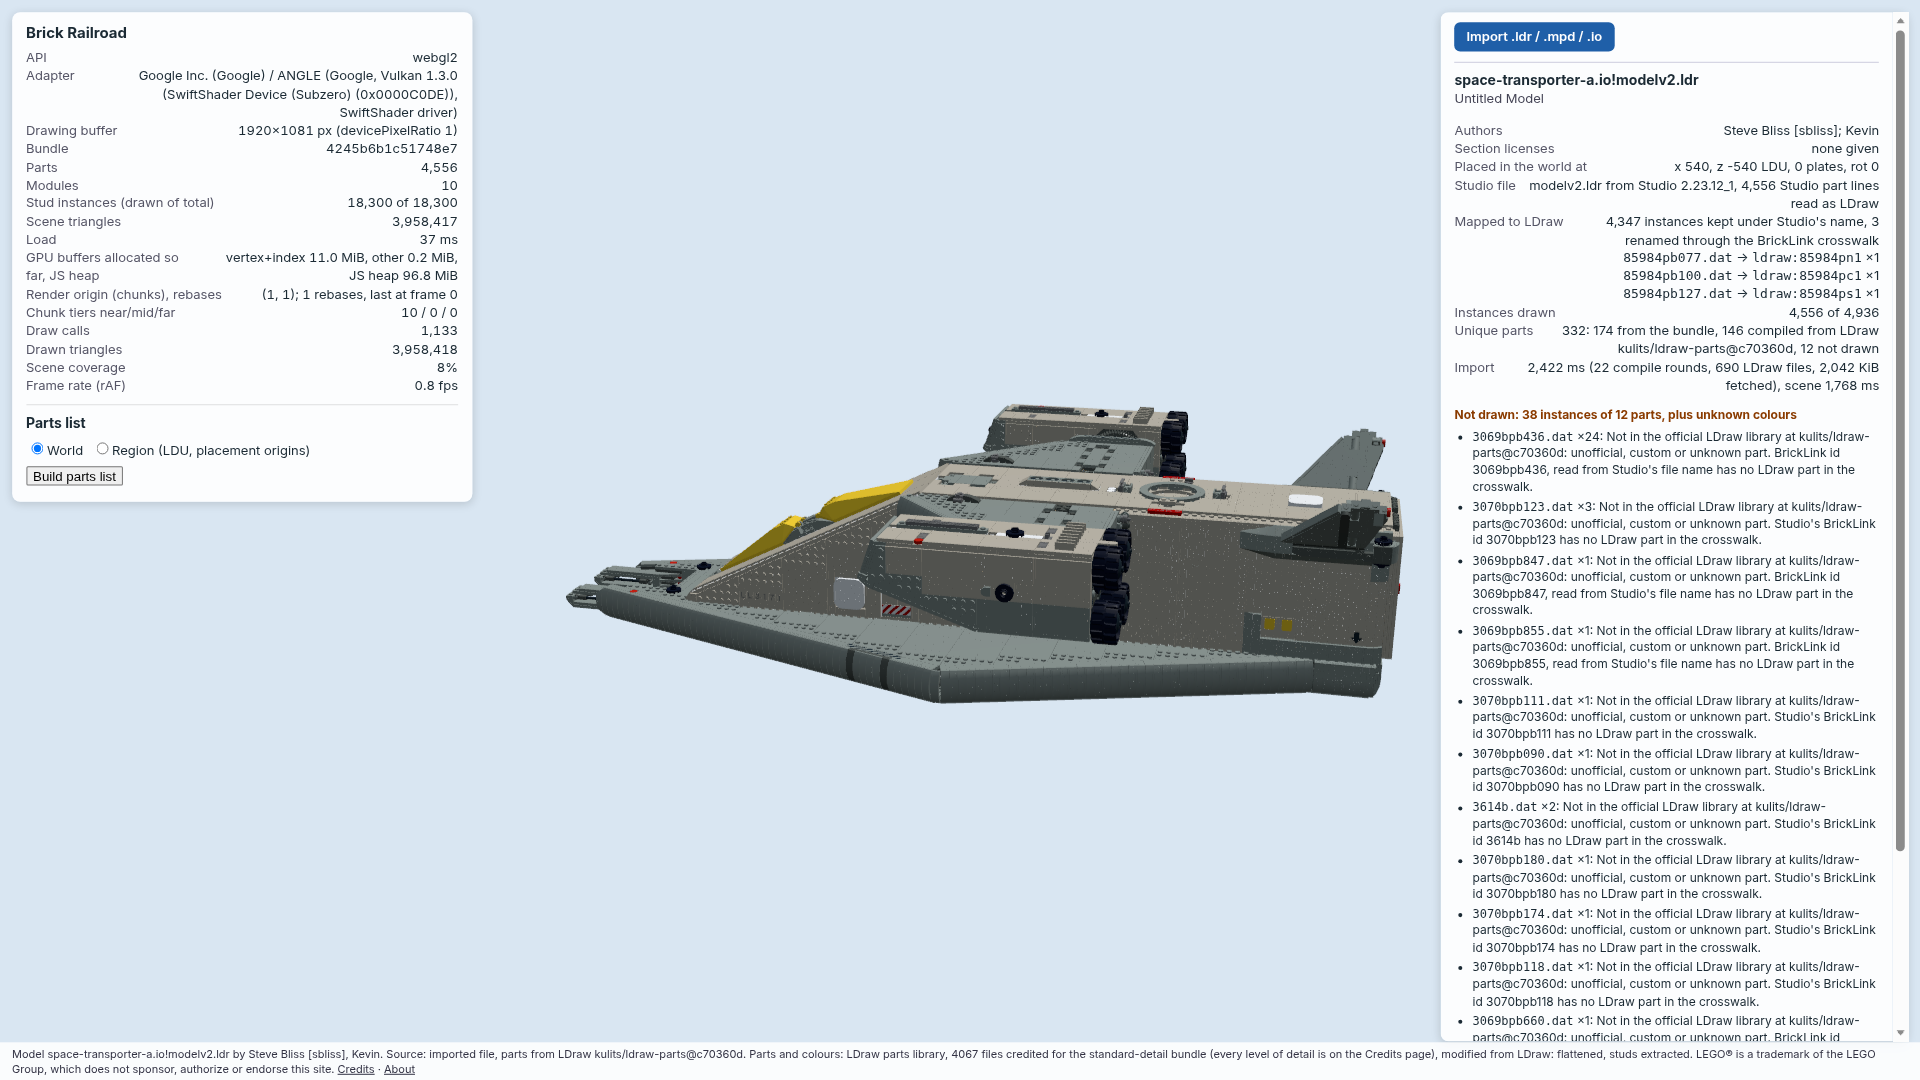 Brick Railroad
API webgl2
Adapter Google Inc. (Google) / ANGLE (Google, Vulkan 1.3.0
(SwiftShader Device (Subzero) (0x0000C0DE)),
SwiftShader driver)
Drawing buffer 1920×1081 px (devicePixelRatio 1)
Bundle 4245b6b1c51748e7
Parts 4,556
Modules 10
Stud instances (drawn of total) 18,300 of 18,300
Scene triangles 3,958,417
Load 37 ms
GPU buffers allocated so vertex+index 11.0 MiB, other 0.2 MiB,
far, JS heap JS heap 96.8 MiB
Render origin (chunks), rebases (1, 1); 1 rebases, last at frame 0
Chunk tiers near/mid/far 10 / 0 / 0
Draw calls 1,133
Drawn triangles 3,958,418
Scene coverage 8%
Frame rate (rAF) 0.8 fps
Parts list
World Region (LDU, placement origins)
Build parts list
Import .ldr / .mpd / .io
space-transporter-a.io!modelv2.ldr
Untitled Model
Authors Steve Bliss [sbliss]; Kevin
Section licenses none given
Placed in the world at x 540, z -540 LDU, 0 plates, rot 0
Studio file modelv2.ldr from Studio 2.23.12_1, 4,556 Studio part lines
read as LDraw
Mapped to LDraw 4,347 instances kept under Studio's name, 3
renamed through the BrickLink crosswalk
85984pb077.dat → ldraw:85984pn1 ×1
85984pb100.dat → ldraw:85984pc1 ×1
85984pb127.dat → ldraw:85984ps1 ×1
Instances drawn 4,556 of 4,936
Unique parts 332: 174 from the bundle, 146 compiled from LDraw
kulits/ldraw-parts@c70360d, 12 not drawn
Import 2,422 ms (22 compile rounds, 690 LDraw files, 2,042 KiB
fetched), scene 1,768 ms
Not drawn: 38 instances of 12 parts, plus unknown colours
• 3069bpb436.dat ×24: Not in the official LDraw library at kulits/ldraw-
parts@c70360d: unofficial, custom or unknown part. BrickLink id
3069bpb436, read from Studio's file name has no LDraw part in the
crosswalk.
• 3070bpb123.dat ×3: Not in the official LDraw library at kulits/ldraw-
parts@c70360d: unofficial, custom or unknown part. Studio's BrickLink
id 3070bpb123 has no LDraw part in the crosswalk.
• 3069bpb847.dat ×1: Not in the official LDraw library at kulits/ldraw-
parts@c70360d: unofficial, custom or unknown part. BrickLink id
3069bpb847, read from Studio's file name has no LDraw part in the
crosswalk.
• 3069bpb855.dat ×1: Not in the official LDraw library at kulits/ldraw-
parts@c70360d: unofficial, custom or unknown part. BrickLink id
3069bpb855, read from Studio's file name has no LDraw part in the
crosswalk.
• 3070bpb111.dat ×1: Not in the official LDraw library at kulits/ldraw-
parts@c70360d: unofficial, custom or unknown part. Studio's BrickLink
id 3070bpb111 has no LDraw part in the crosswalk.
• 3070bpb090.dat ×1: Not in the official LDraw library at kulits/ldraw-
parts@c70360d: unofficial, custom or unknown part. Studio's BrickLink
id 3070bpb090 has no LDraw part in the crosswalk.
• 3614b.dat ×2: Not in the official LDraw library at kulits/ldraw-
parts@c70360d: unofficial, custom or unknown part. Studio's BrickLink
id 3614b has no LDraw part in the crosswalk.
• 3070bpb180.dat ×1: Not in the official LDraw library at kulits/ldraw-
parts@c70360d: unofficial, custom or unknown part. Studio's BrickLink
id 3070bpb180 has no LDraw part in the crosswalk.
• 3070bpb174.dat ×1: Not in the official LDraw library at kulits/ldraw-
parts@c70360d: unofficial, custom or unknown part. Studio's BrickLink
id 3070bpb174 has no LDraw part in the crosswalk.
• 3070bpb118.dat ×1: Not in the official LDraw library at kulits/ldraw-
parts@c70360d: unofficial, custom or unknown part. Studio's BrickLink
id 3070bpb118 has no LDraw part in the crosswalk.
• 3069bpb660.dat ×1: Not in the official LDraw library at kulits/ldraw-
parts@c70360d: unofficial, custom or unknown part. BrickLink id
Model space-transporter-a.io!modelv2.ldr by Steve Bliss [sbliss], Kevin. Source: imported file, parts from LDraw kulits/ldraw-parts@c70360d. Parts and colours: LDraw parts library, 4067 files credited for the standard-detail bundle (every level of detail is on the Credits page), modified from LDraw: flattened, studs extracted. LEGO® is a trademark of the LEGO
Group, which does not sponsor, authorize or endorse this site. Credits · About